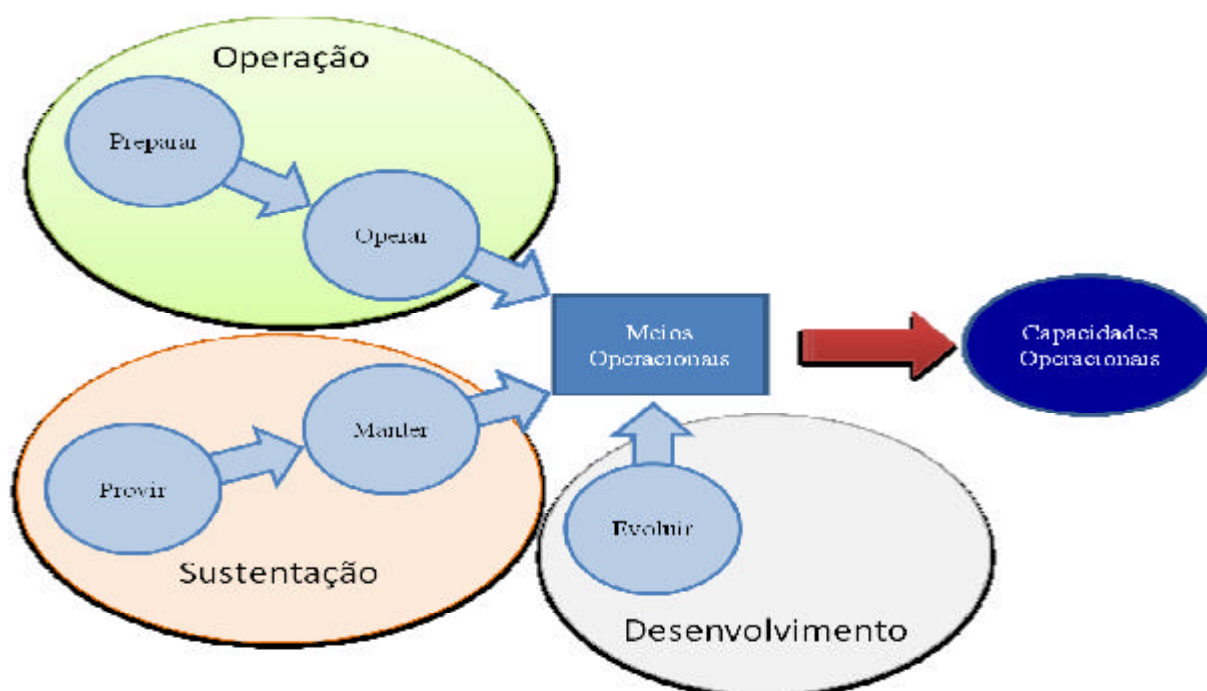 Operação
Preparar
Operar
Meios
Operacionais
Capacidades
Operacionais
Manter
Provir
Sustentação
Evoluir
Desenvolvimento